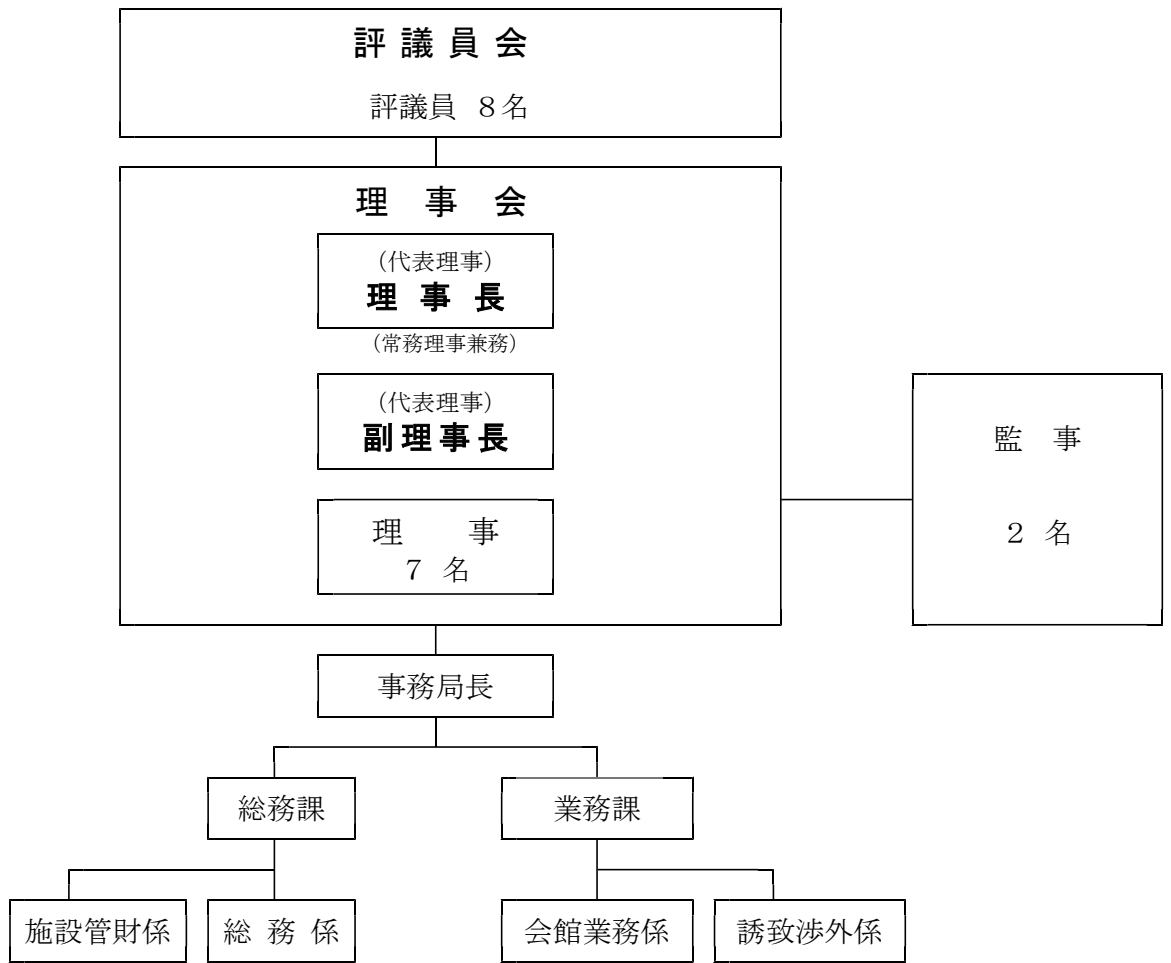 評議員会
評議員 8名
理事会
（代表理事）
理事長
（常務理事兼務）
（代表理事）
副理事長
理事
7名
監事
2名
事務局長
総務課 業務課
施設管財係 総務係 会館業務係 誘致渉外係